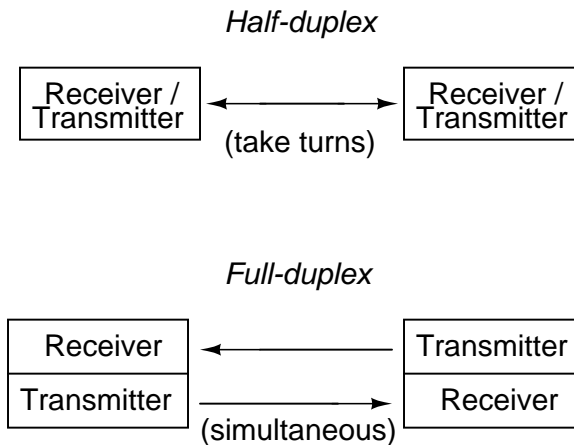 Half-duplex
Receiver /
Transmitter
Receiver /
Transmitter
(take turns)
Full-duplex
Receiver
Transmitter
Transmitter
Receiver
(simultaneous)